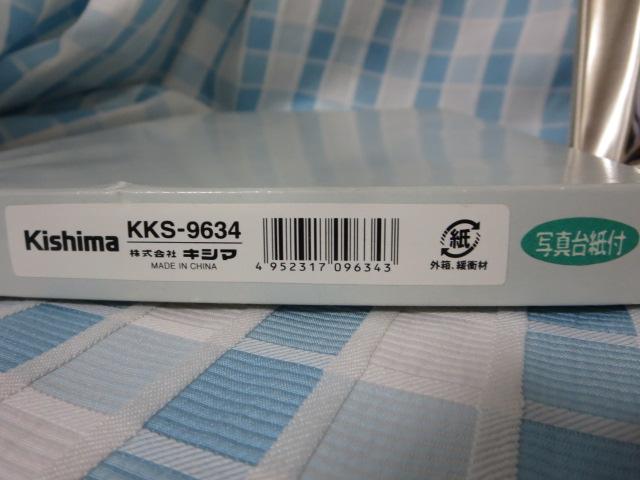 Kishima
KKS-9634
株式会社 キシマ
MADE IN CHINA
4 952317 096343
紙
外箱、緩衝材
写真台紙付